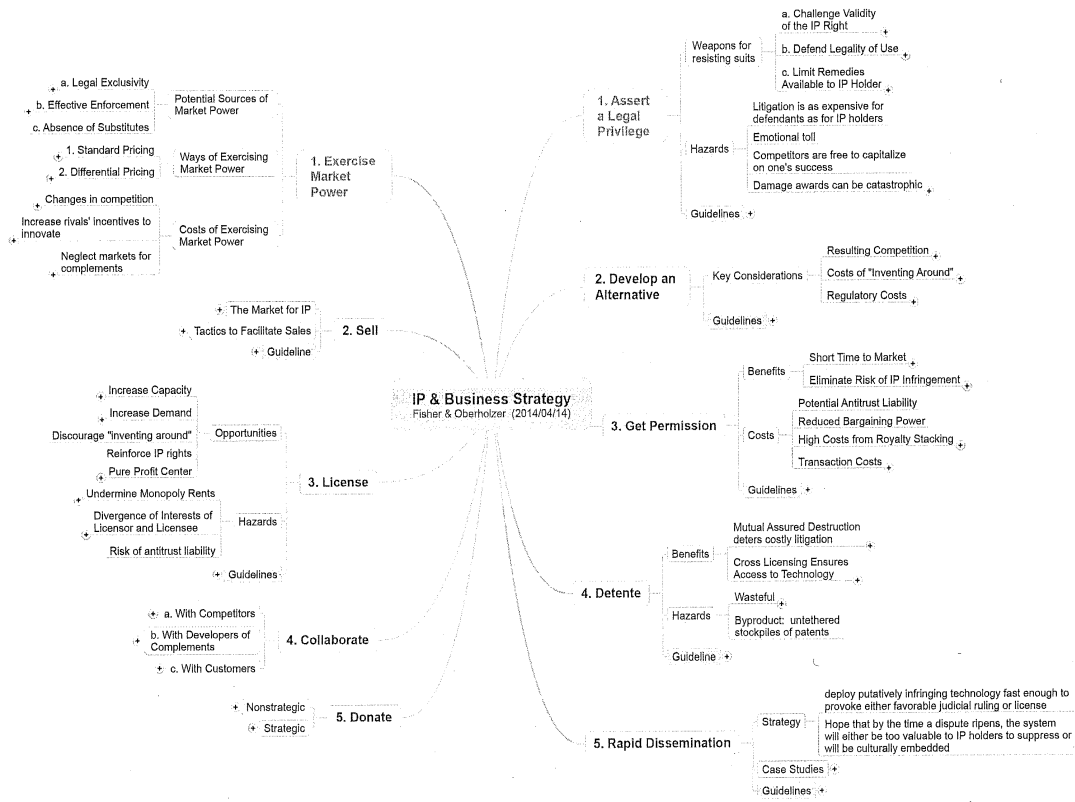 IP & Business Strategy
Fisher & Oberholzer (2014/04/14)
1. Exercise
Market
Power
Potential Sources of
Market Power
a. Legal Exclusivity
b. Effective Enforcement
c. Absence of Substitutes
Ways of Exercising
Market Power
1. Standard Pricing
2. Differential Pricing
Costs of Exercising
Market Power
Changes in competition
Increase rivals' incentives to
innovate
Neglect markets for
complements
2. Sell
The Market for IP
Tactics to Facilitate Sales
Guideline
3. License
Opportunities
Increase Capacity
Increase Demand
Discourage "inventing around"
Reinforce IP rights
Pure Profit Center
Hazards
Undermine Monopoly Rents
Divergence of Interests of
Licensor and Licensee
Risk of antitrust liability
Guidelines
4. Collaborate
a. With Competitors
b. With Developers of
Complements
c. With Customers
5. Donate
Nonstrategic
Strategic
1. Assert
a Legal
Privilege
Weapons for
resisting suits
a. Challenge Validity
of the IP Right
b. Defend Legality of Use
c. Limit Remedies
Available to IP Holder
Hazards
Litigation is as expensive for
defendants as for IP holders
Emotional toll
Competitors are free to capitalize
on one's success
Damage awards can be catastrophic
Guidelines
2. Develop an
Alternative
Key Considerations
Resulting Competition
Costs of "Inventing Around"
Regulatory Costs
Guidelines
3. Get Permission
Benefits
Short Time to Market
Eliminate Risk of IP Infringement
Costs
Potential Antitrust Liability
Reduced Bargaining Power
High Costs from Royalty Stacking
Transaction Costs
Guidelines
4. Detente
Benefits
Mutual Assured Destruction
deters costly litigation
Cross Licensing Ensures
Access to Technology
Hazards
Wasteful
Byproduct: untethered
stockpiles of patents
Guideline
5. Rapid Dissemination
Strategy
deploy putatively infringing technology fast enough to
provoke either favorable judicial ruling or license
Hope that by the time a dispute ripens, the system
will either be too valuable to IP holders to suppress or
will be culturally embedded
Case Studies
Guidelines